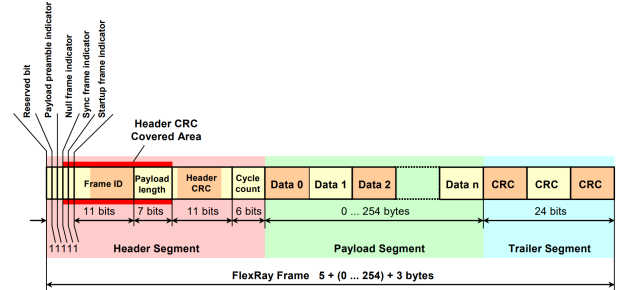 Reserved bit
Payload preamble indicator
Null frame indicator
Sync frame indicator
Startup frame indicator
Header CRC
Covered Area
Frame ID
Payload
length
Header
CRC
Cycle
count
Data 0
Data 1
Data 2
Data n
CRC
CRC
CRC
11 bits
7 bits
11 bits
6 bits
0 ... 254 bytes
24 bits
11111
Header Segment
Payload Segment
Trailer Segment
FlexRay Frame 5 + (0 ... 254) + 3 bytes